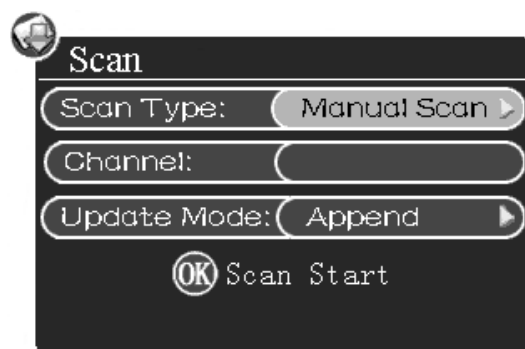 Scan
Scan Type: Manual Scan
Channel:
Update Mode: Append
OK Scan Start